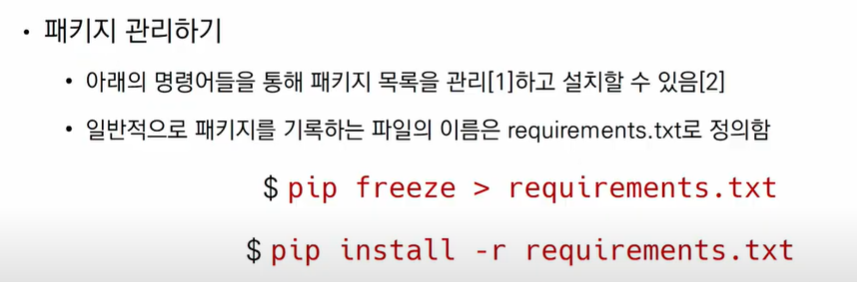 • 패키지 관리하기
• 아래의 명령어들을 통해 패키지 목록을 관리[1]하고 설치할 수 있음[2]
• 일반적으로 패키지를 기록하는 파일의 이름은 requirements.txt로 정의함
$ pip freeze > requirements.txt
$ pip install -r requirements.txt